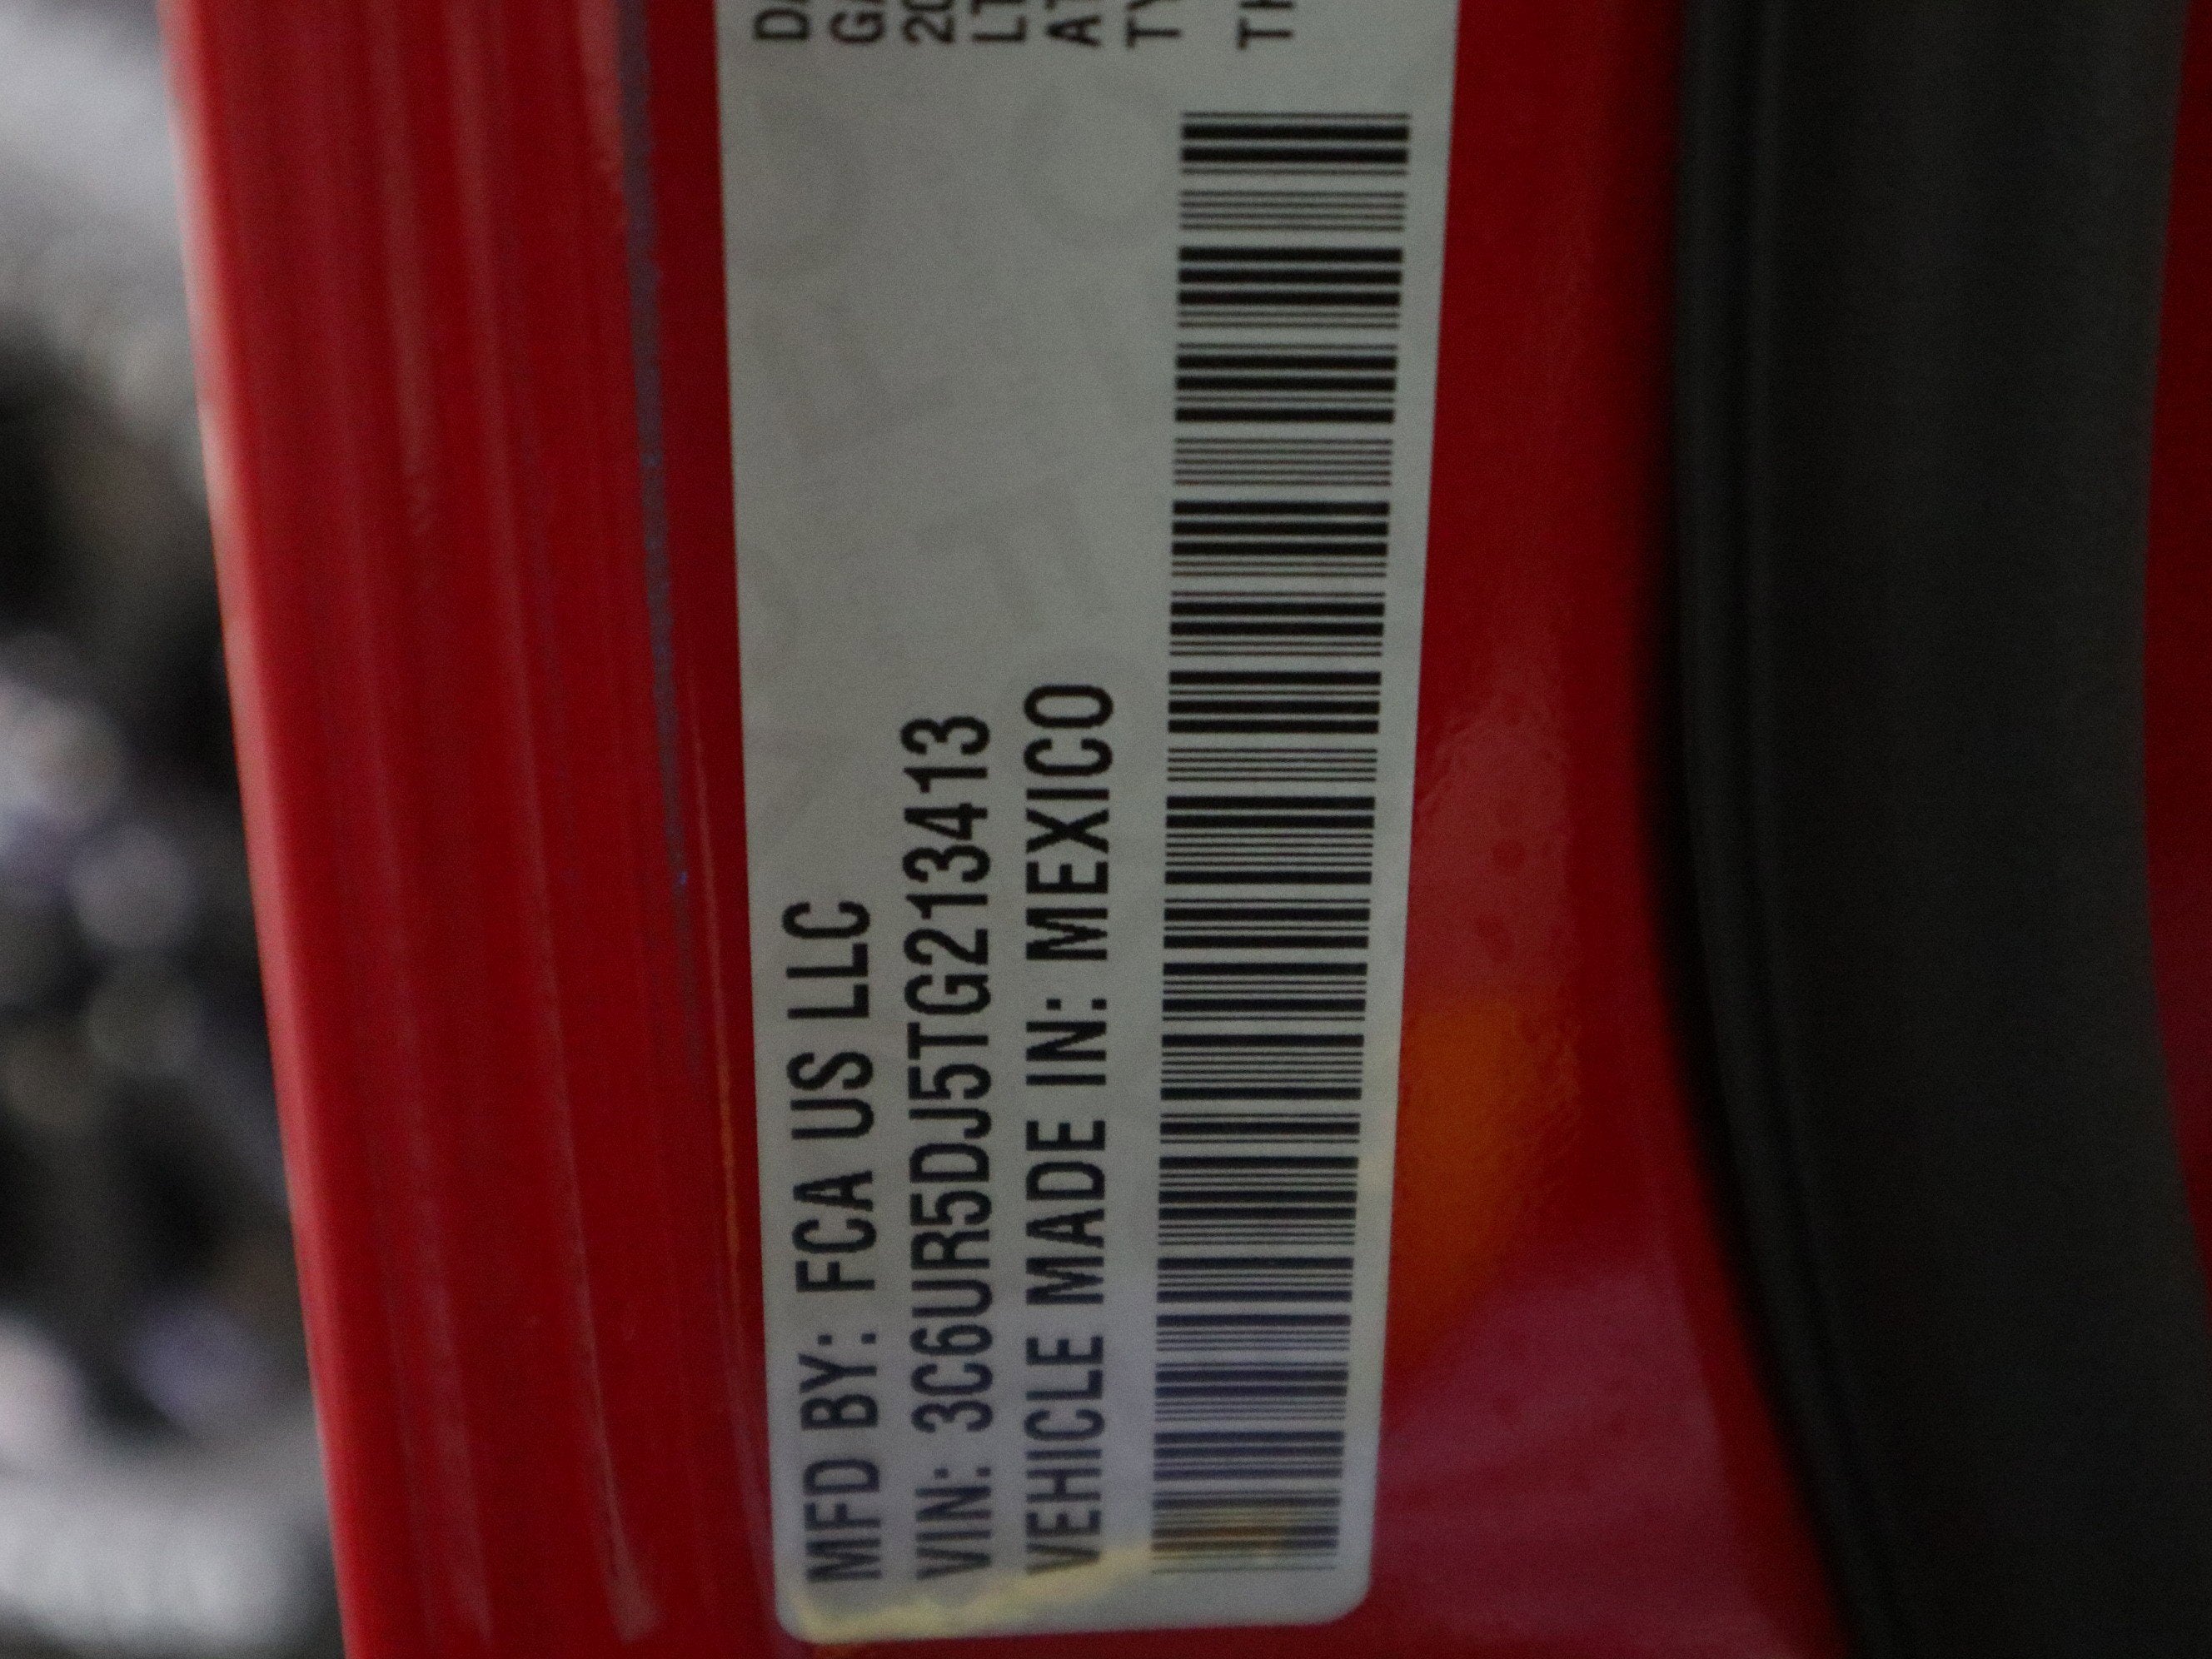 MFD BY: FCA US LLC
VIN: 3C6UR5DJ5TG213413
VEHICLE MADE IN: MEXICO